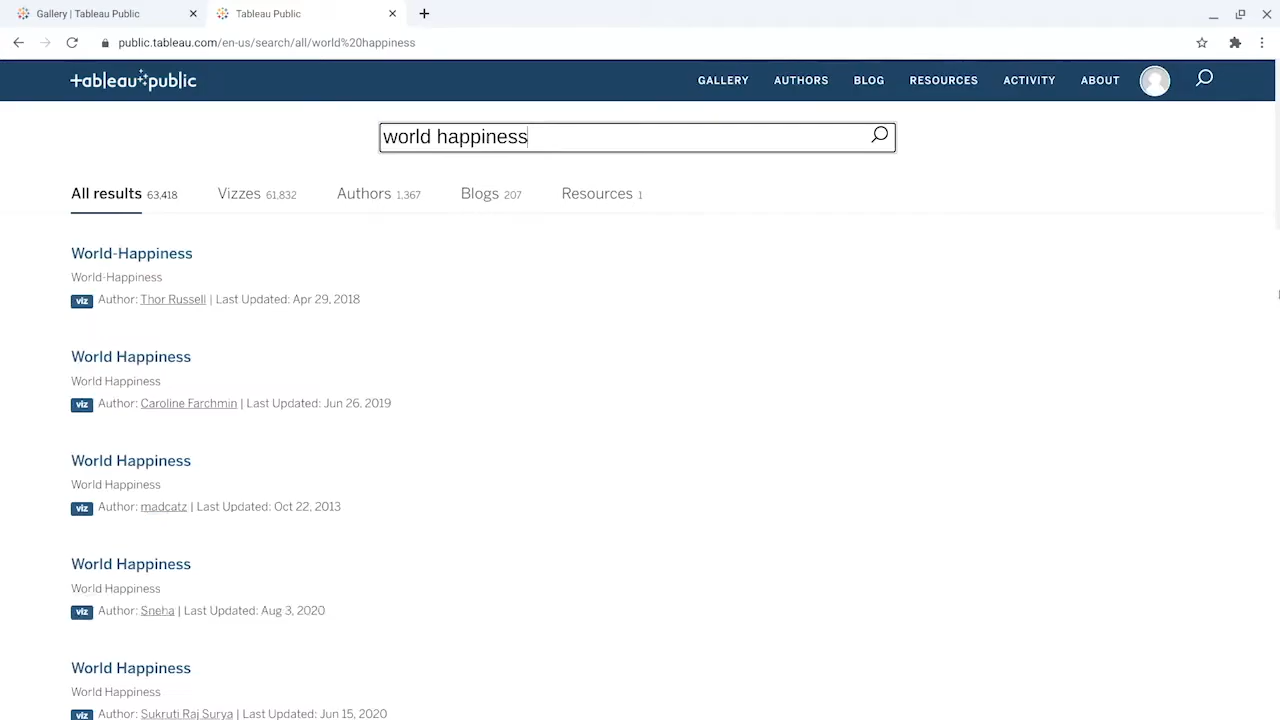 Gallery | Tableau Public
Tableau Public
public.tableau.com/en-us/search/all/world%20happiness
+ableau public
GALLERY AUTHORS BLOG RESOURCES ACTIVITY ABOUT
world happiness
All results 63,418 Vizzes 61,832 Authors 1,367 Blogs 207 Resources 1
World-Happiness
World-Happiness
viz Author: Thor Russell | Last Updated: Apr 29, 2018
World Happiness
World Happiness
viz Author: Caroline Farchmin | Last Updated: Jun 26, 2019
World Happiness
World Happiness
viz Author: madcatz | Last Updated: Oct 22, 2013
World Happiness
World Happiness
viz Author: Sneha | Last Updated: Aug 3, 2020
World Happiness
World Happiness
viz Author: Sukruti Raj Surya | Last Updated: Jun 15, 2020